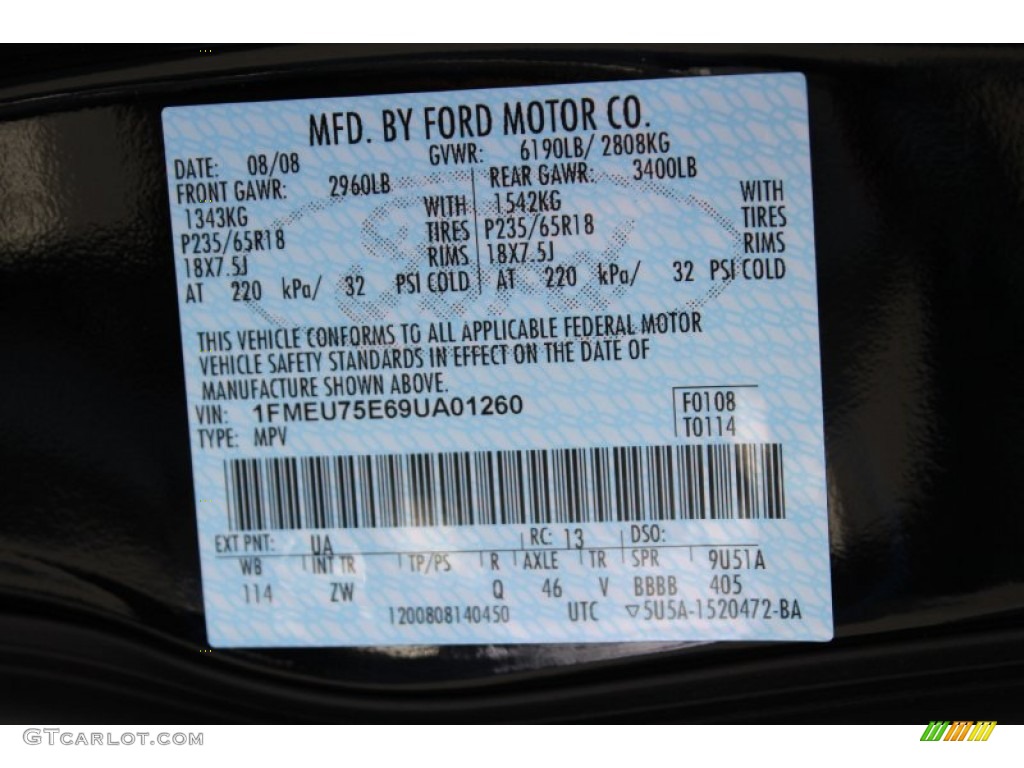 MFD. BY FORD MOTOR CO.
DATE: 08/08 GVWR: 6190LB/ 2808KG
FRONT GAWR: 2960LB REAR GAWR: 3400LB
1343KG WITH 1542KG WITH
P235/65R18 TIRES P235/65R18 TIRES
18X7.5J RIMS 18X7.5J RIMS
AT 220 kPa/ 32 PSI COLD AT 220 kPa/ 32 PSI COLD
THIS VEHICLE CONFORMS TO ALL APPLICABLE FEDERAL MOTOR
VEHICLE SAFETY STANDARDS IN EFFECT ON THE DATE OF
MANUFACTURE SHOWN ABOVE.
VIN: 1FMEU75E69UA01260 F0108
TYPE: MPV T0114
EXT PNT: UA RC: 13 DSO:
WB INT TR TP/PS R AXLE TR SPR 9U51A
114 ZW Q 46 V BBBB 405
1200808140450 UTC ▽5U5A-1520472-BA
GTCarlot.com